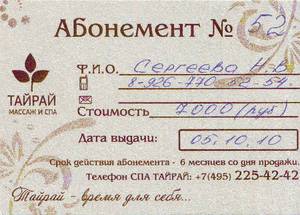 Абонемент № 52
Ф.И.О. Сергеева Н.В.
8-926-770-52-54
ТАЙРАЙ
МАССАЖ И СПА
Стоимость 7000 (руб)
Дата выдачи: 05.10.10
Срок действия абонемента - 6 месяцев со дня продажи.
Телефон СПА ТАЙРАЙ: +7(495) 225-42-42
Тайрай - время для себя...